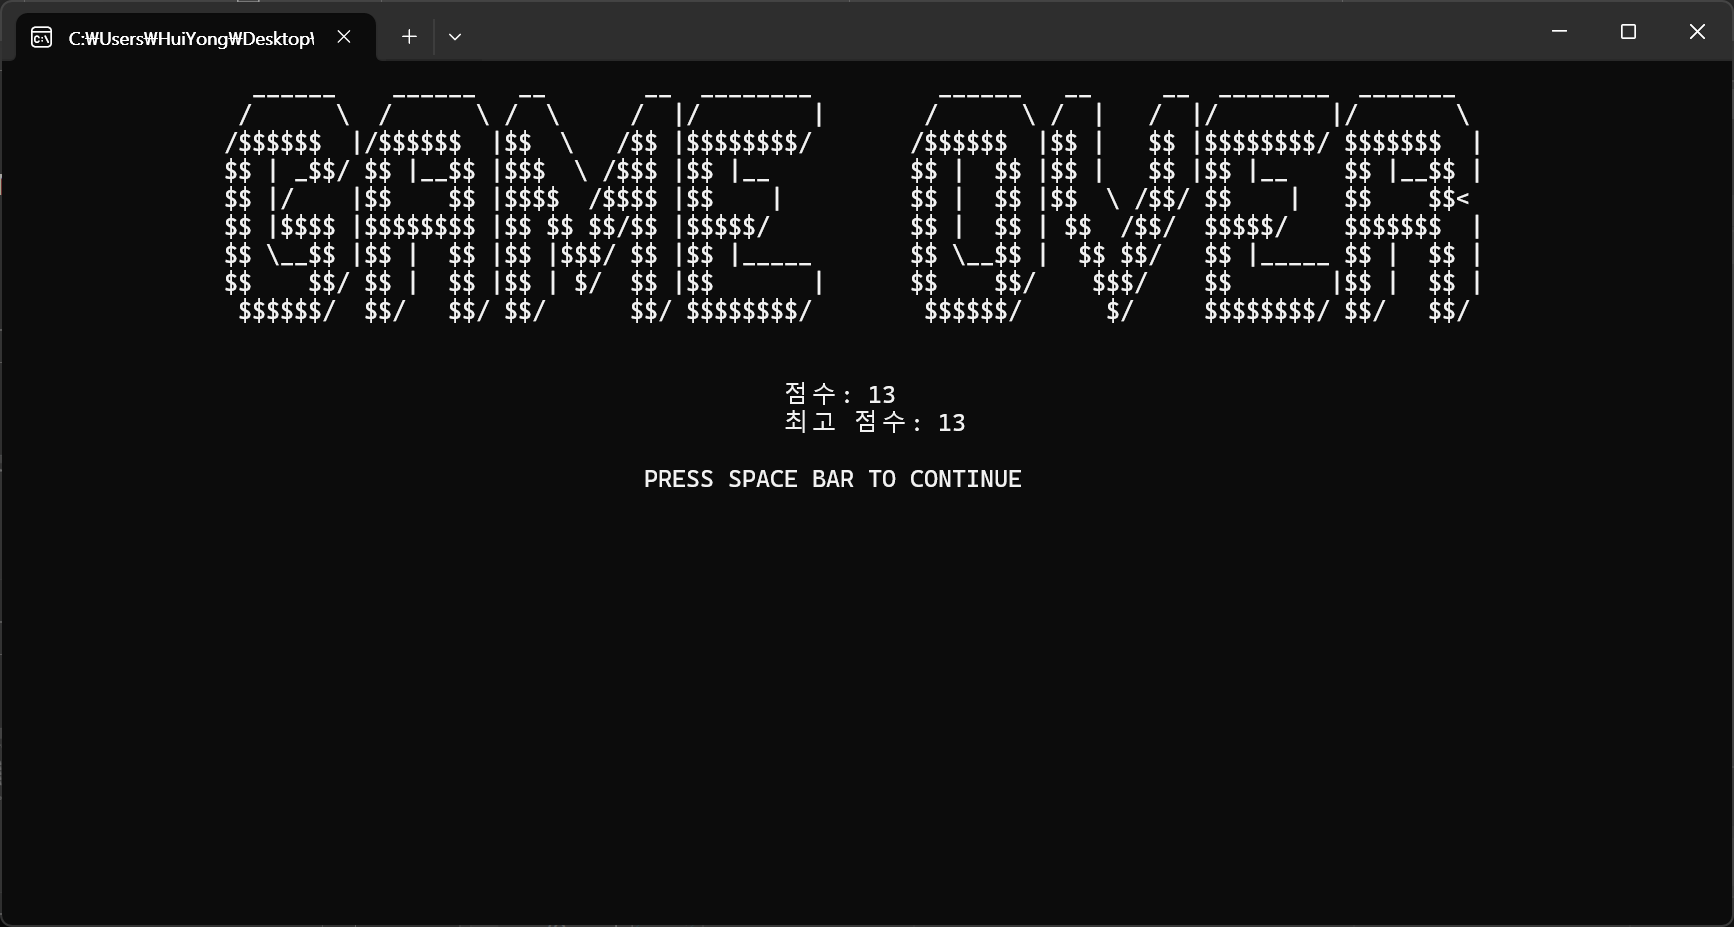 C:₩Users₩HuiYong₩Desktop\
GAME OVER
점수: 13
최고 점수: 13
PRESS SPACE BAR TO CONTINUE